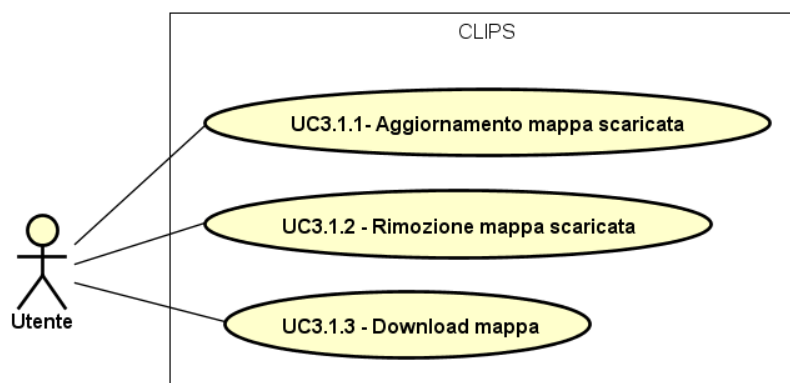 CLIPS
UC3.1.1- Aggiornamento mappa scaricata
UC3.1.2 - Rimozione mappa scaricata
Utente
UC3.1.3 - Download mappa